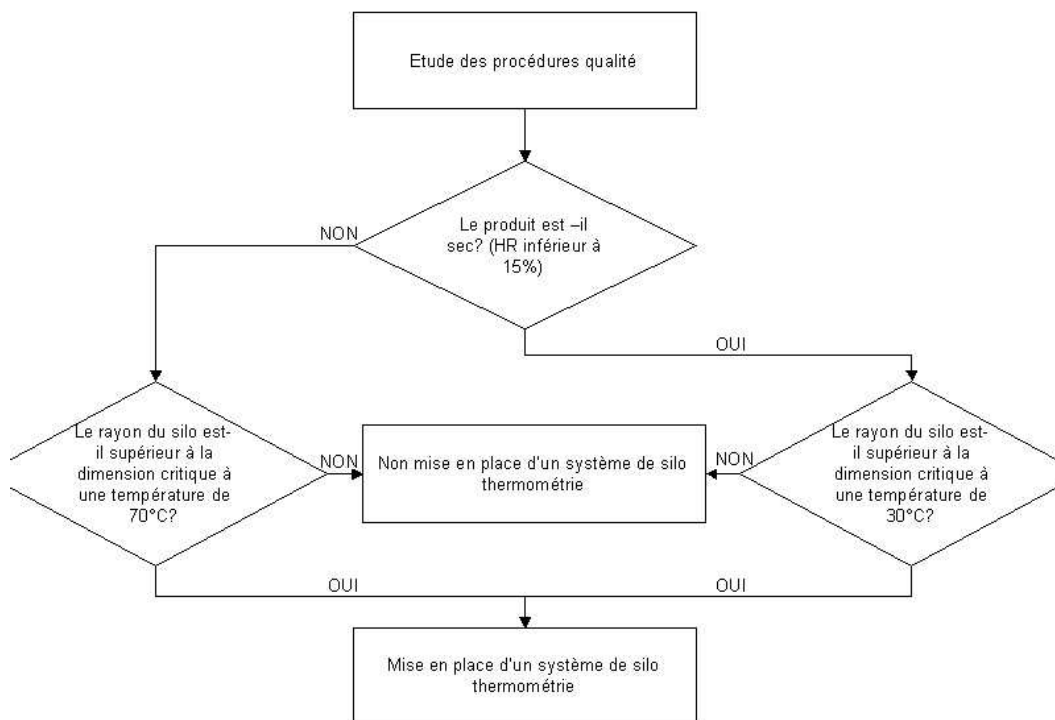 Etude des procédures qualité
Le produit est –il
sec? (HR inférieur à
15%)
NON
OUI
Le rayon du silo est-
il supérieur à la
dimension critique à
une température de
70°C?
NON
Non mise en place d'un système de silo
thermométrie
NON
Le rayon du silo est-
il supérieur à la
dimension critique à
une température de
30°C?
OUI
OUI
Mise en place d'un système de silo
thermométrie